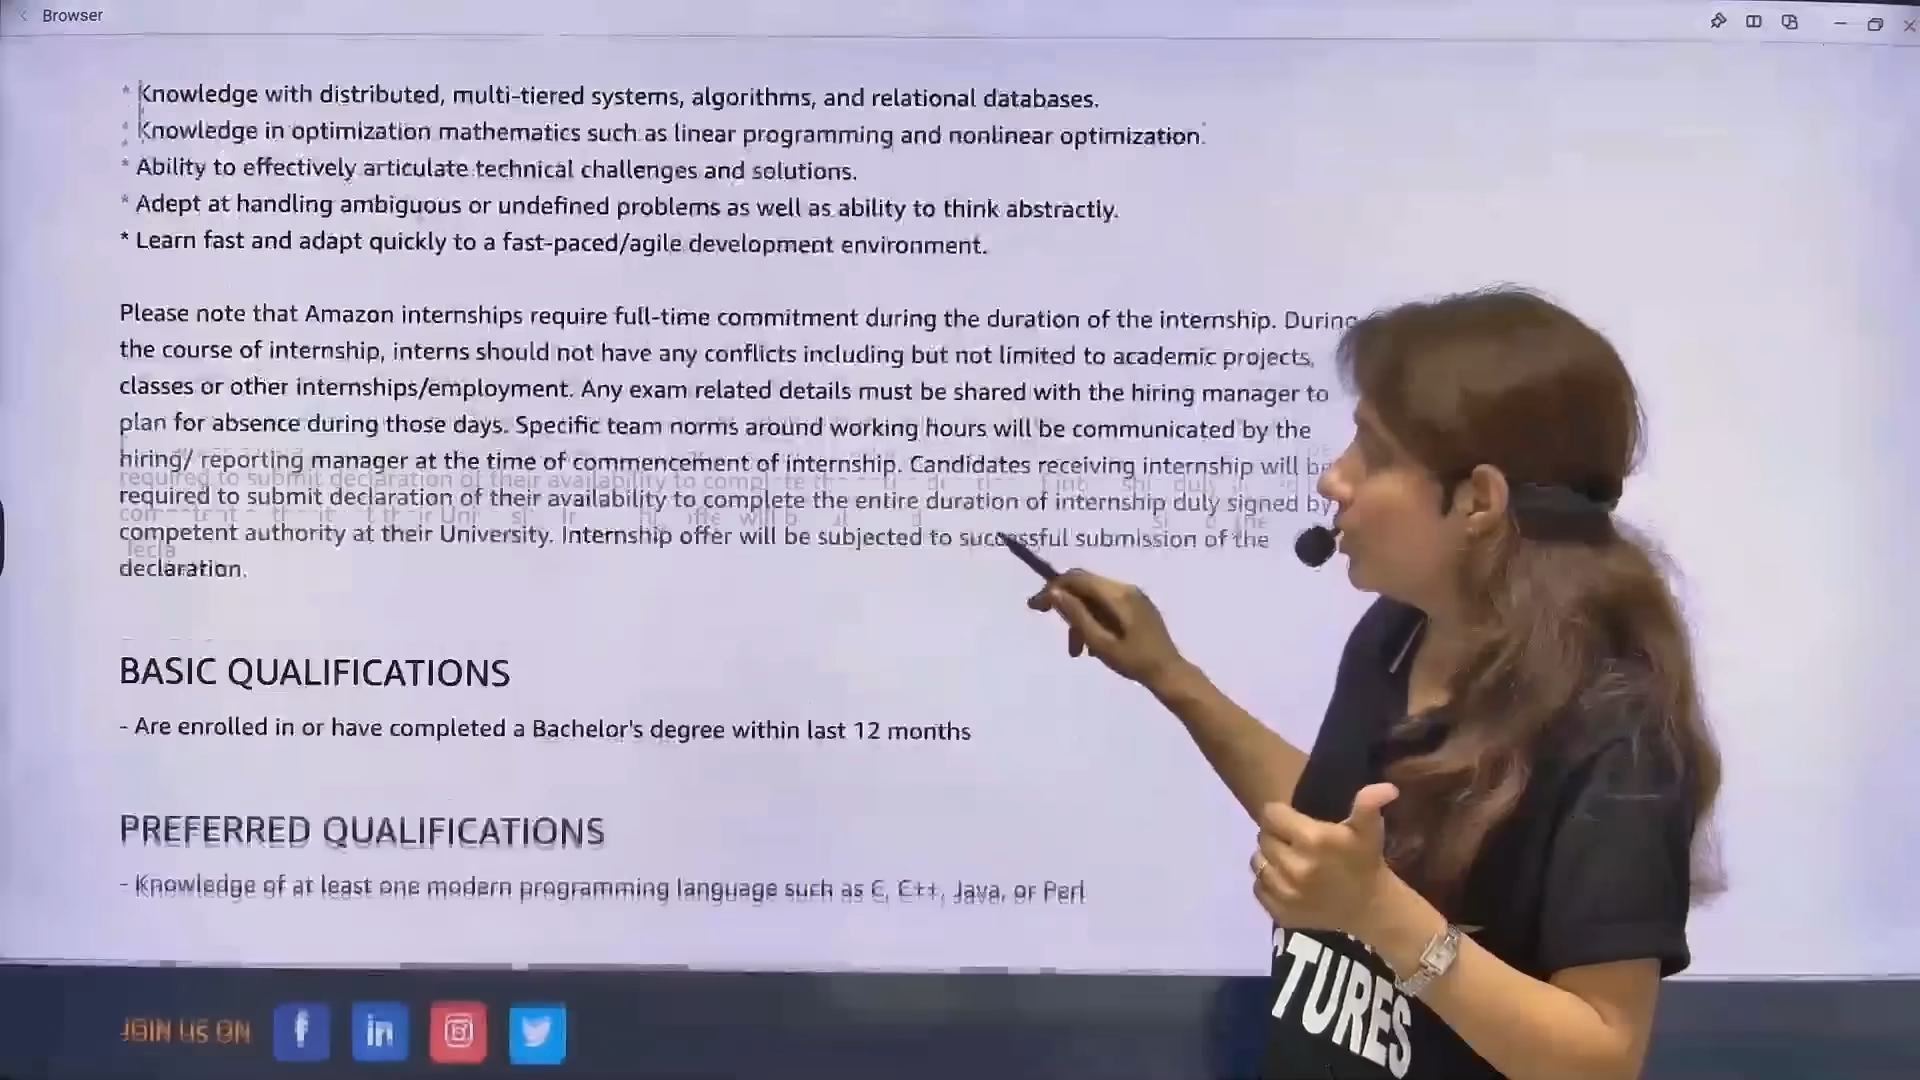 Browser
* Knowledge with distributed, multi-tiered systems, algorithms, and relational databases.
* Knowledge in optimization mathematics such as linear programming and nonlinear optimization.
* Ability to effectively articulate technical challenges and solutions.
* Adept at handling ambiguous or undefined problems as well as ability to think abstractly.
* Learn fast and adapt quickly to a fast-paced/agile development environment.
Please note that Amazon internships require full-time commitment during the duration of the internship. During
the course of internship, interns should not have any conflicts including but not limited to academic projects,
classes or other internships/employment. Any exam related details must be shared with the hiring manager to
plan for absence during those days. Specific team norms around working hours will be communicated by the
hiring/ reporting manager at the time of commencement of internship. Candidates receiving internship will be
required to submit declaration of their availability to complete the entire duration of internship duly signed by
competent authority at their University. Internship offer will be subjected to successful submission of the
declaration.
BASIC QUALIFICATIONS
- Are enrolled in or have completed a Bachelor's degree within last 12 months
PREFERRED QUALIFICATIONS
- Knowledge of at least one modern programming language such as C, C++, Java, or Perl
JOIN US ON
f
in
TURES